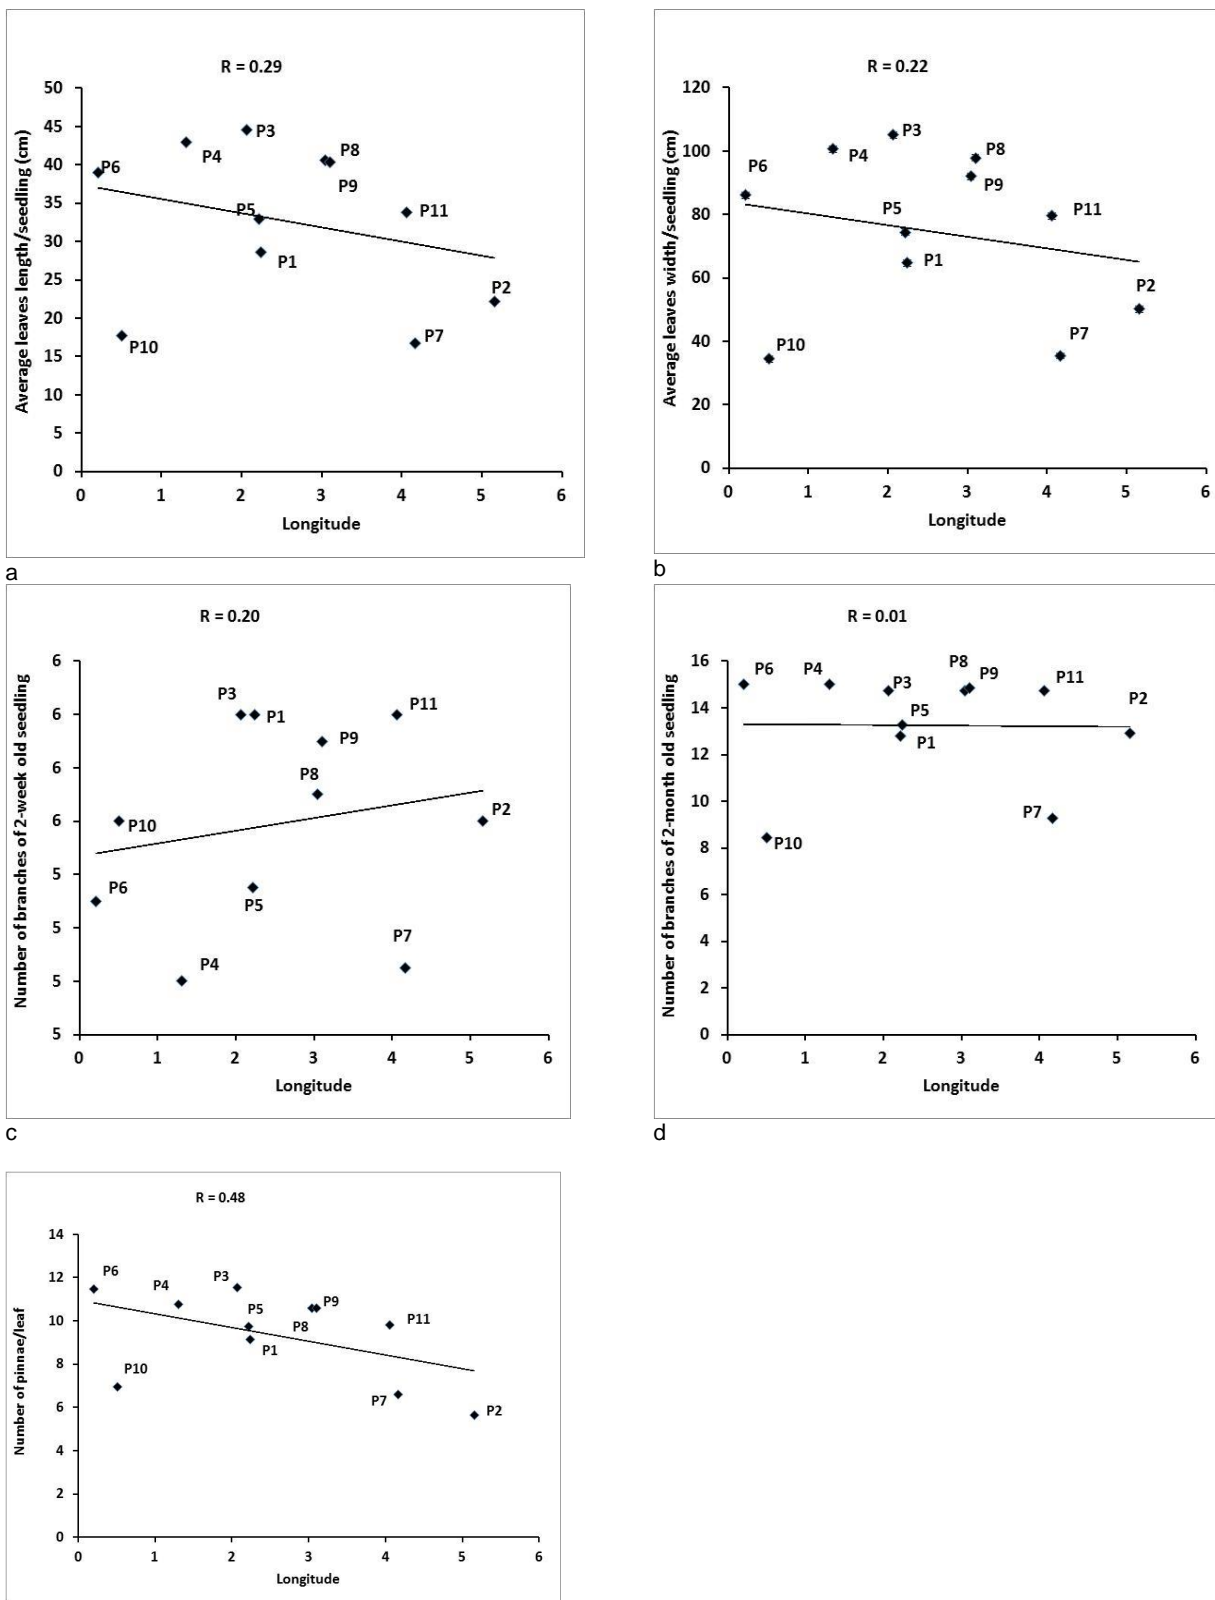 R = 0.29
Average leaves length/seedling (cm)
50
45
40
35
30
25
20
15
10
5
0
P6
P4
P3
P8
P9
P5
P11
P1
P2
P10
P7
0 1 2 3 4 5 6
Longitude
a
R = 0.22
Average leaves width/seedling (cm)
120
100
80
60
40
20
0
P6
P4
P3
P8
P9
P5
P11
P1
P2
P10
P7
0 1 2 3 4 5 6
Longitude
b
R = 0.20
Number of branches of 2-week old seedling
6
6
6
6
5
5
5
5
P3
P1
P11
P9
P8
P10
P2
P6
P5
P4
P7
0 1 2 3 4 5 6
Longitude
c
R = 0.01
Number of branches of 2-month old seedling
16
14
12
10
8
6
4
2
0
P6
P4
P3
P8
P9
P11
P2
P5
P1
P7
P10
0 1 2 3 4 5 6
Longitude
d
R = 0.48
Number of pinnae/leaf
14
12
10
8
6
4
2
0
P6
P4
P3
P5
P9
P8
P11
P1
P10
P7
P2
0 1 2 3 4 5 6
Longitude